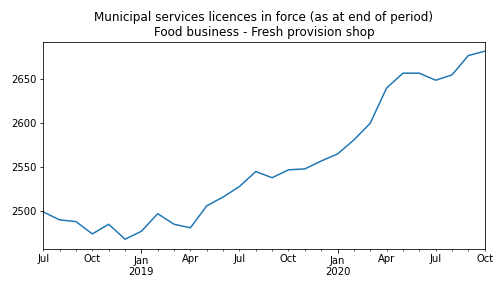 Municipal services licences in force (as at end of period)
Food business - Fresh provision shop
2650
2600
2550
2500
Jul Oct Jan Apr Jul Oct Jan Apr Jul Oct
2019 2020